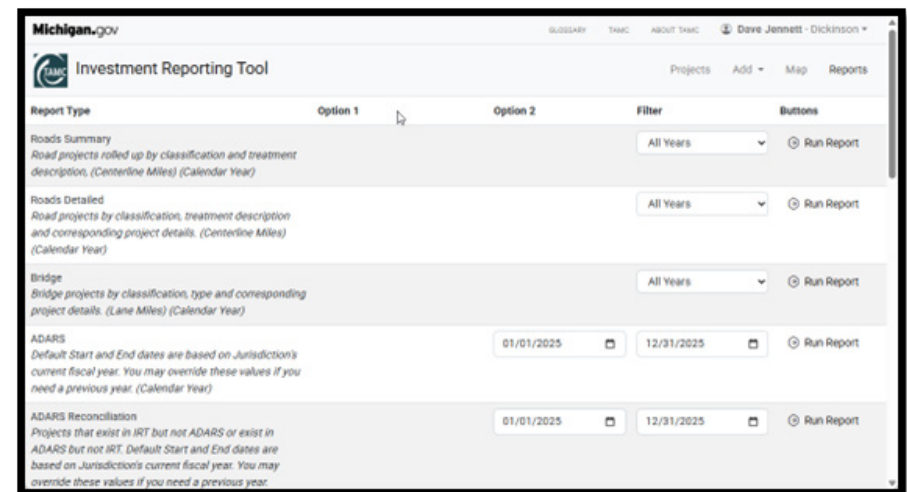 Michigan.gov GLOSSARY TAMC ABOUT TAMC Dave Jennett - Dickinson
TAMC Investment Reporting Tool Projects Add Map Reports
Report Type Option 1 Option 2 Filter Buttons
Roads Summary All Years Run Report
Road projects rolled up by classification and treatment
description, (Centerline Miles) (Calendar Year)
Roads Detailed All Years Run Report
Road projects by classification, treatment description
and corresponding project details. (Centerline Miles)
(Calendar Year)
Bridge All Years Run Report
Bridge projects by classification, type and corresponding
project details. (Lane Miles) (Calendar Year)
ADARS 01/01/2025 12/31/2025 Run Report
Default Start and End dates are based on Jurisdiction's
current fiscal year. You may override these values if you
need a previous year. (Calendar Year)
ADARS Reconciliation 01/01/2025 12/31/2025 Run Report
Projects that exist in IRT but not ADARS or exist in
ADARS but not IRT. Default Start and End dates are
based on Jurisdiction's current fiscal year. You may
override these values if you need a previous year.